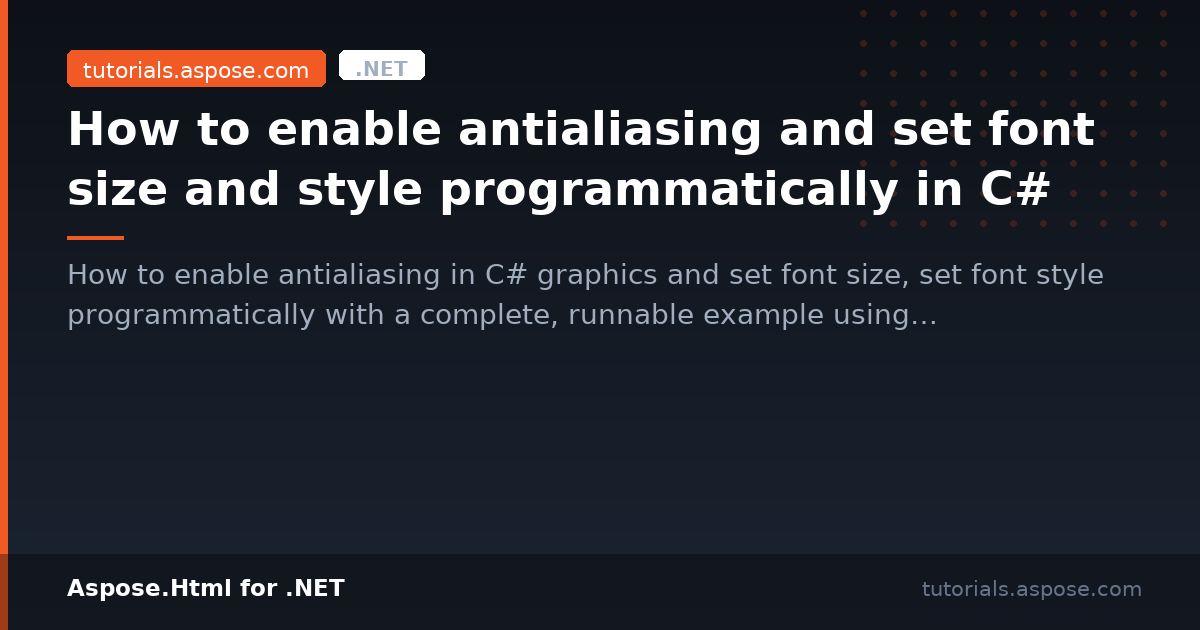 tutorials.aspose.com
.NET
How to enable antialiasing and set font
size and style programmatically in C#
How to enable antialiasing in C# graphics and set font size, set font style
programmatically with a complete, runnable example using...
Aspose.Html for .NET
tutorials.aspose.com